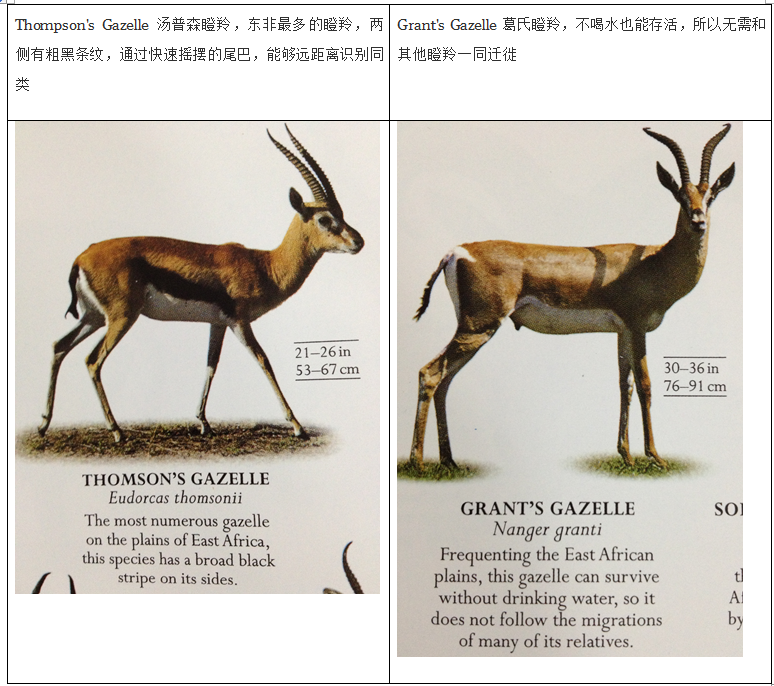 Thompson's Gazelle 汤普森瞪羚，东非最多的瞪羚，两
侧有粗黑条纹，通过快速摇摆的尾巴，能够远距离识别同
类
Grant's Gazelle 葛氏瞪羚，不喝水也能存活，所以无需和
其他瞪羚一同迁徙
21–26 in
53–67 cm
THOMSON'S GAZELLE
Eudorcas thomsonii
The most numerous gazelle
on the plains of East Africa,
this species has a broad black
stripe on its sides.
30–36 in
76–91 cm
GRANT'S GAZELLE
Nanger granti
Frequenting the East African
plains, this gazelle can survive
without drinking water, so it
does not follow the migrations
of many of its relatives.
by